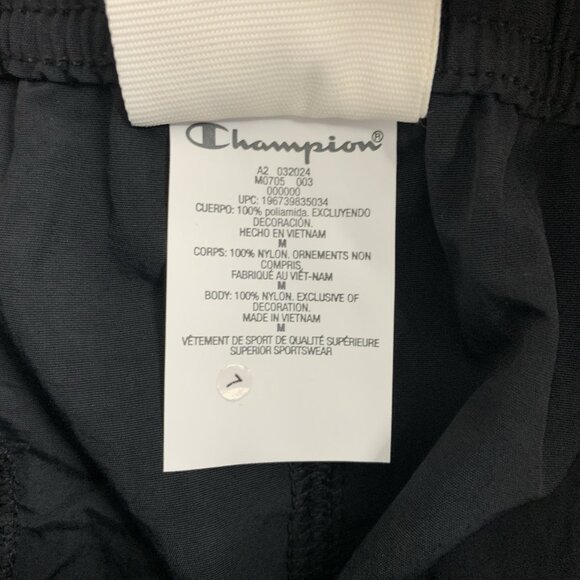 Champion®
A2 032024
M0705 003
000000
UPC: 196739835034
CUERPO: 100% poliamida. EXCLUYENDO
DECORACIÓN.
HECHO EN VIETNAM
M
CORPS: 100% NYLON. ORNEMENTS NON
COMPRIS.
FABRIQUÉ AU VIÊT-NAM
M
BODY: 100% NYLON. EXCLUSIVE OF
DECORATION.
MADE IN VIETNAM
M
VÊTEMENT DE SPORT DE QUALITÉ SUPÉRIEURE
SUPERIOR SPORTSWEAR
7